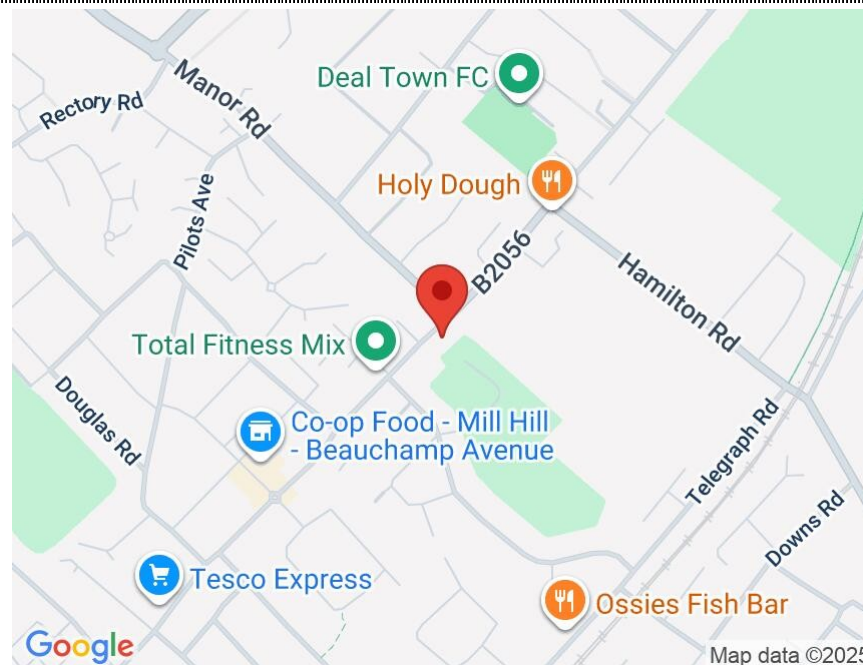 Deal Town FC
Manor Rd
Rectory Rd
Holy Dough
Pilots Ave
B2056
Hamilton Rd
Total Fitness Mix
Douglas Rd
Co-op Food - Mill Hill
- Beauchamp Avenue
Telegraph Rd
Downs Rd
Tesco Express
Ossies Fish Bar
Google
Map data ©2025